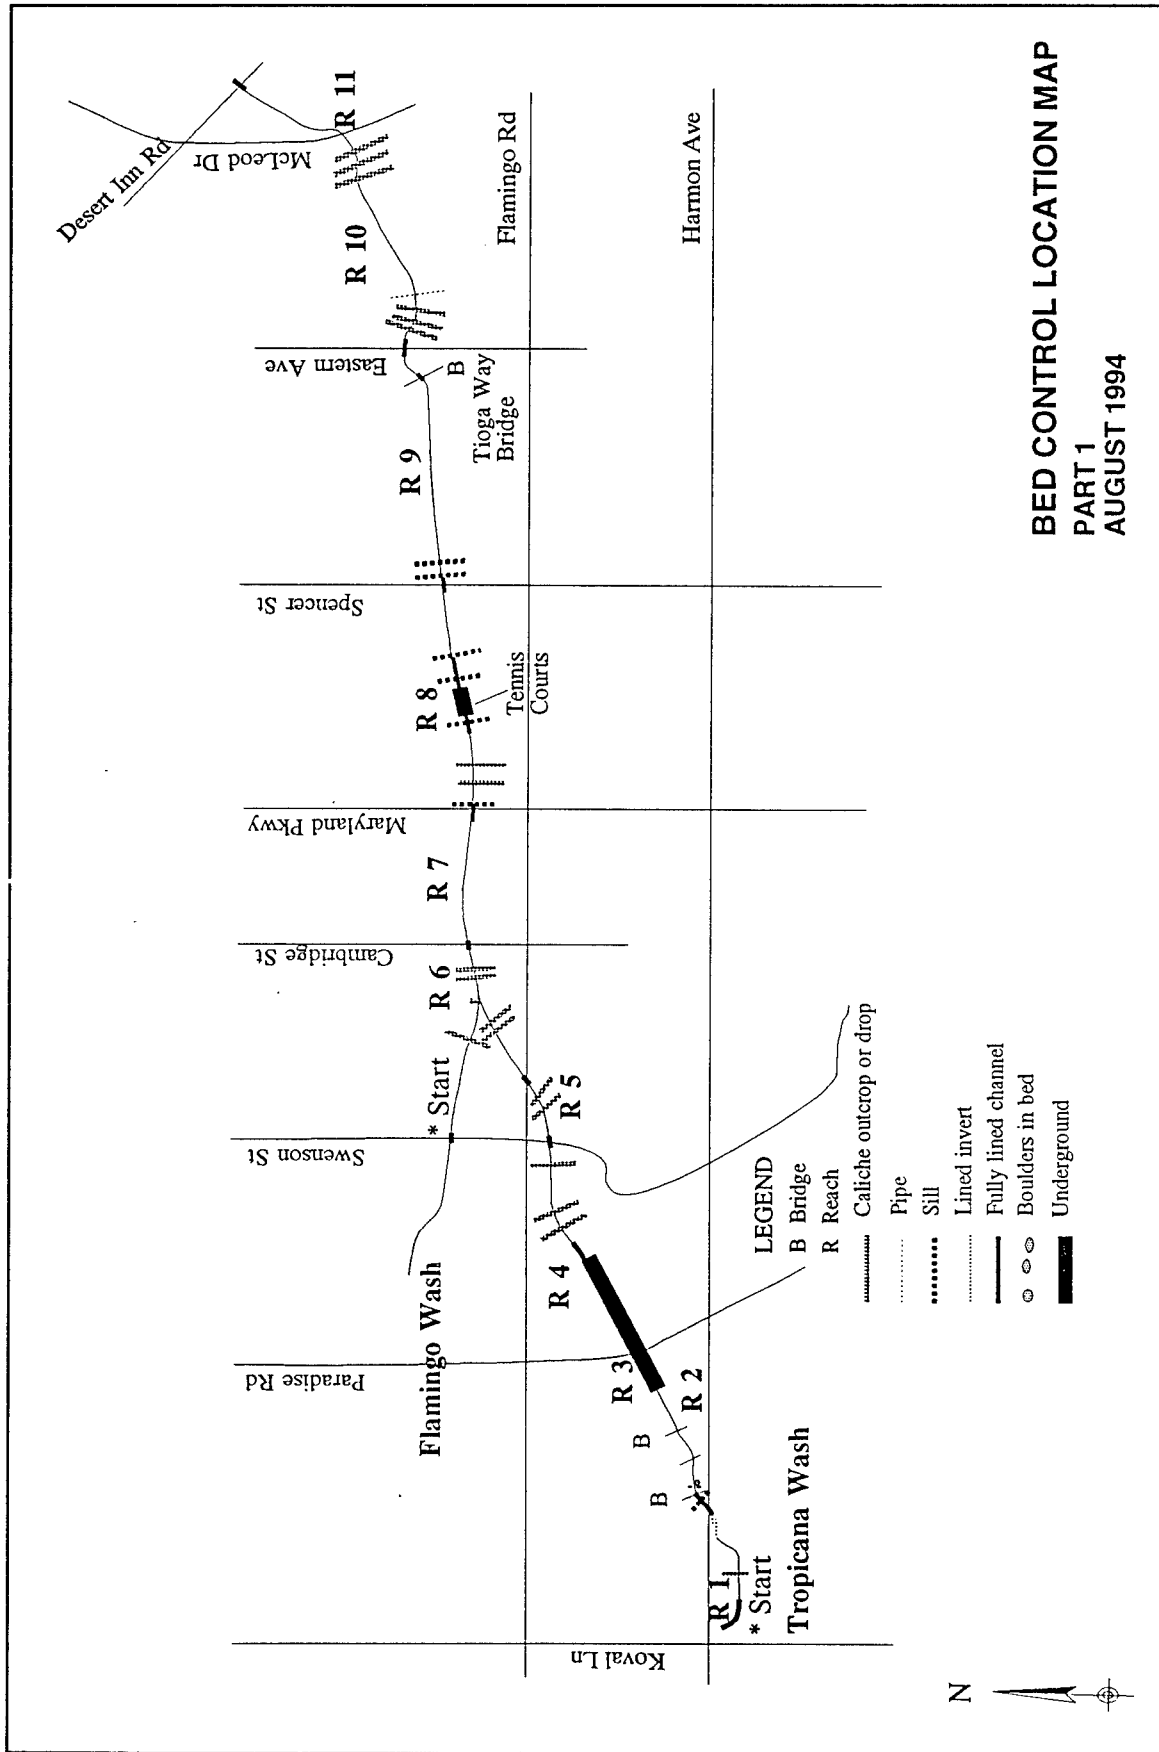 Desert Inn Rd
McLeod Dr
R 11
R 10
Flamingo Rd
Harmon Ave
Eastern Ave
B
Tioga Way
Bridge
R 9
Spencer St
R 8
Tennis
Courts
Maryland Pkwy
R 7
Cambridge St
R 6
* Start
R 5
Swenson St
Flamingo Wash
R 4
Paradise Rd
R 3
R 2
B
B
R 1
* Start
Tropicana Wash
Koval Ln
N
LEGEND
B Bridge
R Reach
Caliche outcrop or drop
Pipe
Sill
Lined invert
Fully lined channel
Boulders in bed
Underground
BED CONTROL LOCATION MAP
PART 1
AUGUST 1994